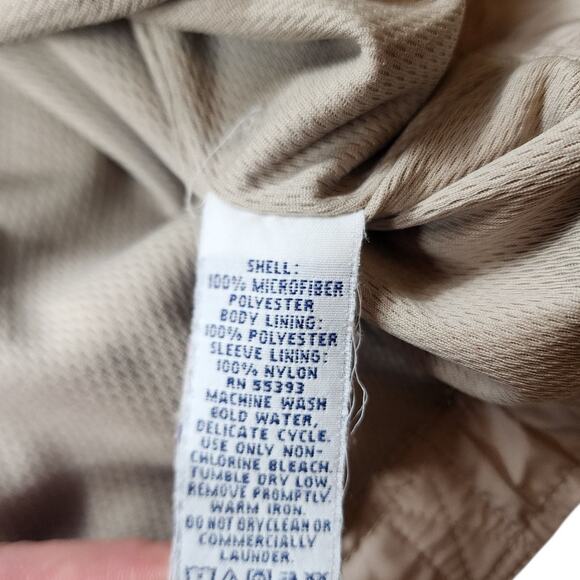 SHELL:
100% MICROFIBER
POLYESTER
BODY LINING:
100% POLYESTER
SLEEVE LINING:
100% NYLON
RN 55393
MACHINE WASH
COLD WATER,
DELICATE CYCLE.
USE ONLY NON-
CHLORINE BLEACH.
TUMBLE DRY LOW.
REMOVE PROMPTLY.
WARM IRON.
DO NOT DRYCLEAN OR
COMMERCIALLY
LAUNDER.